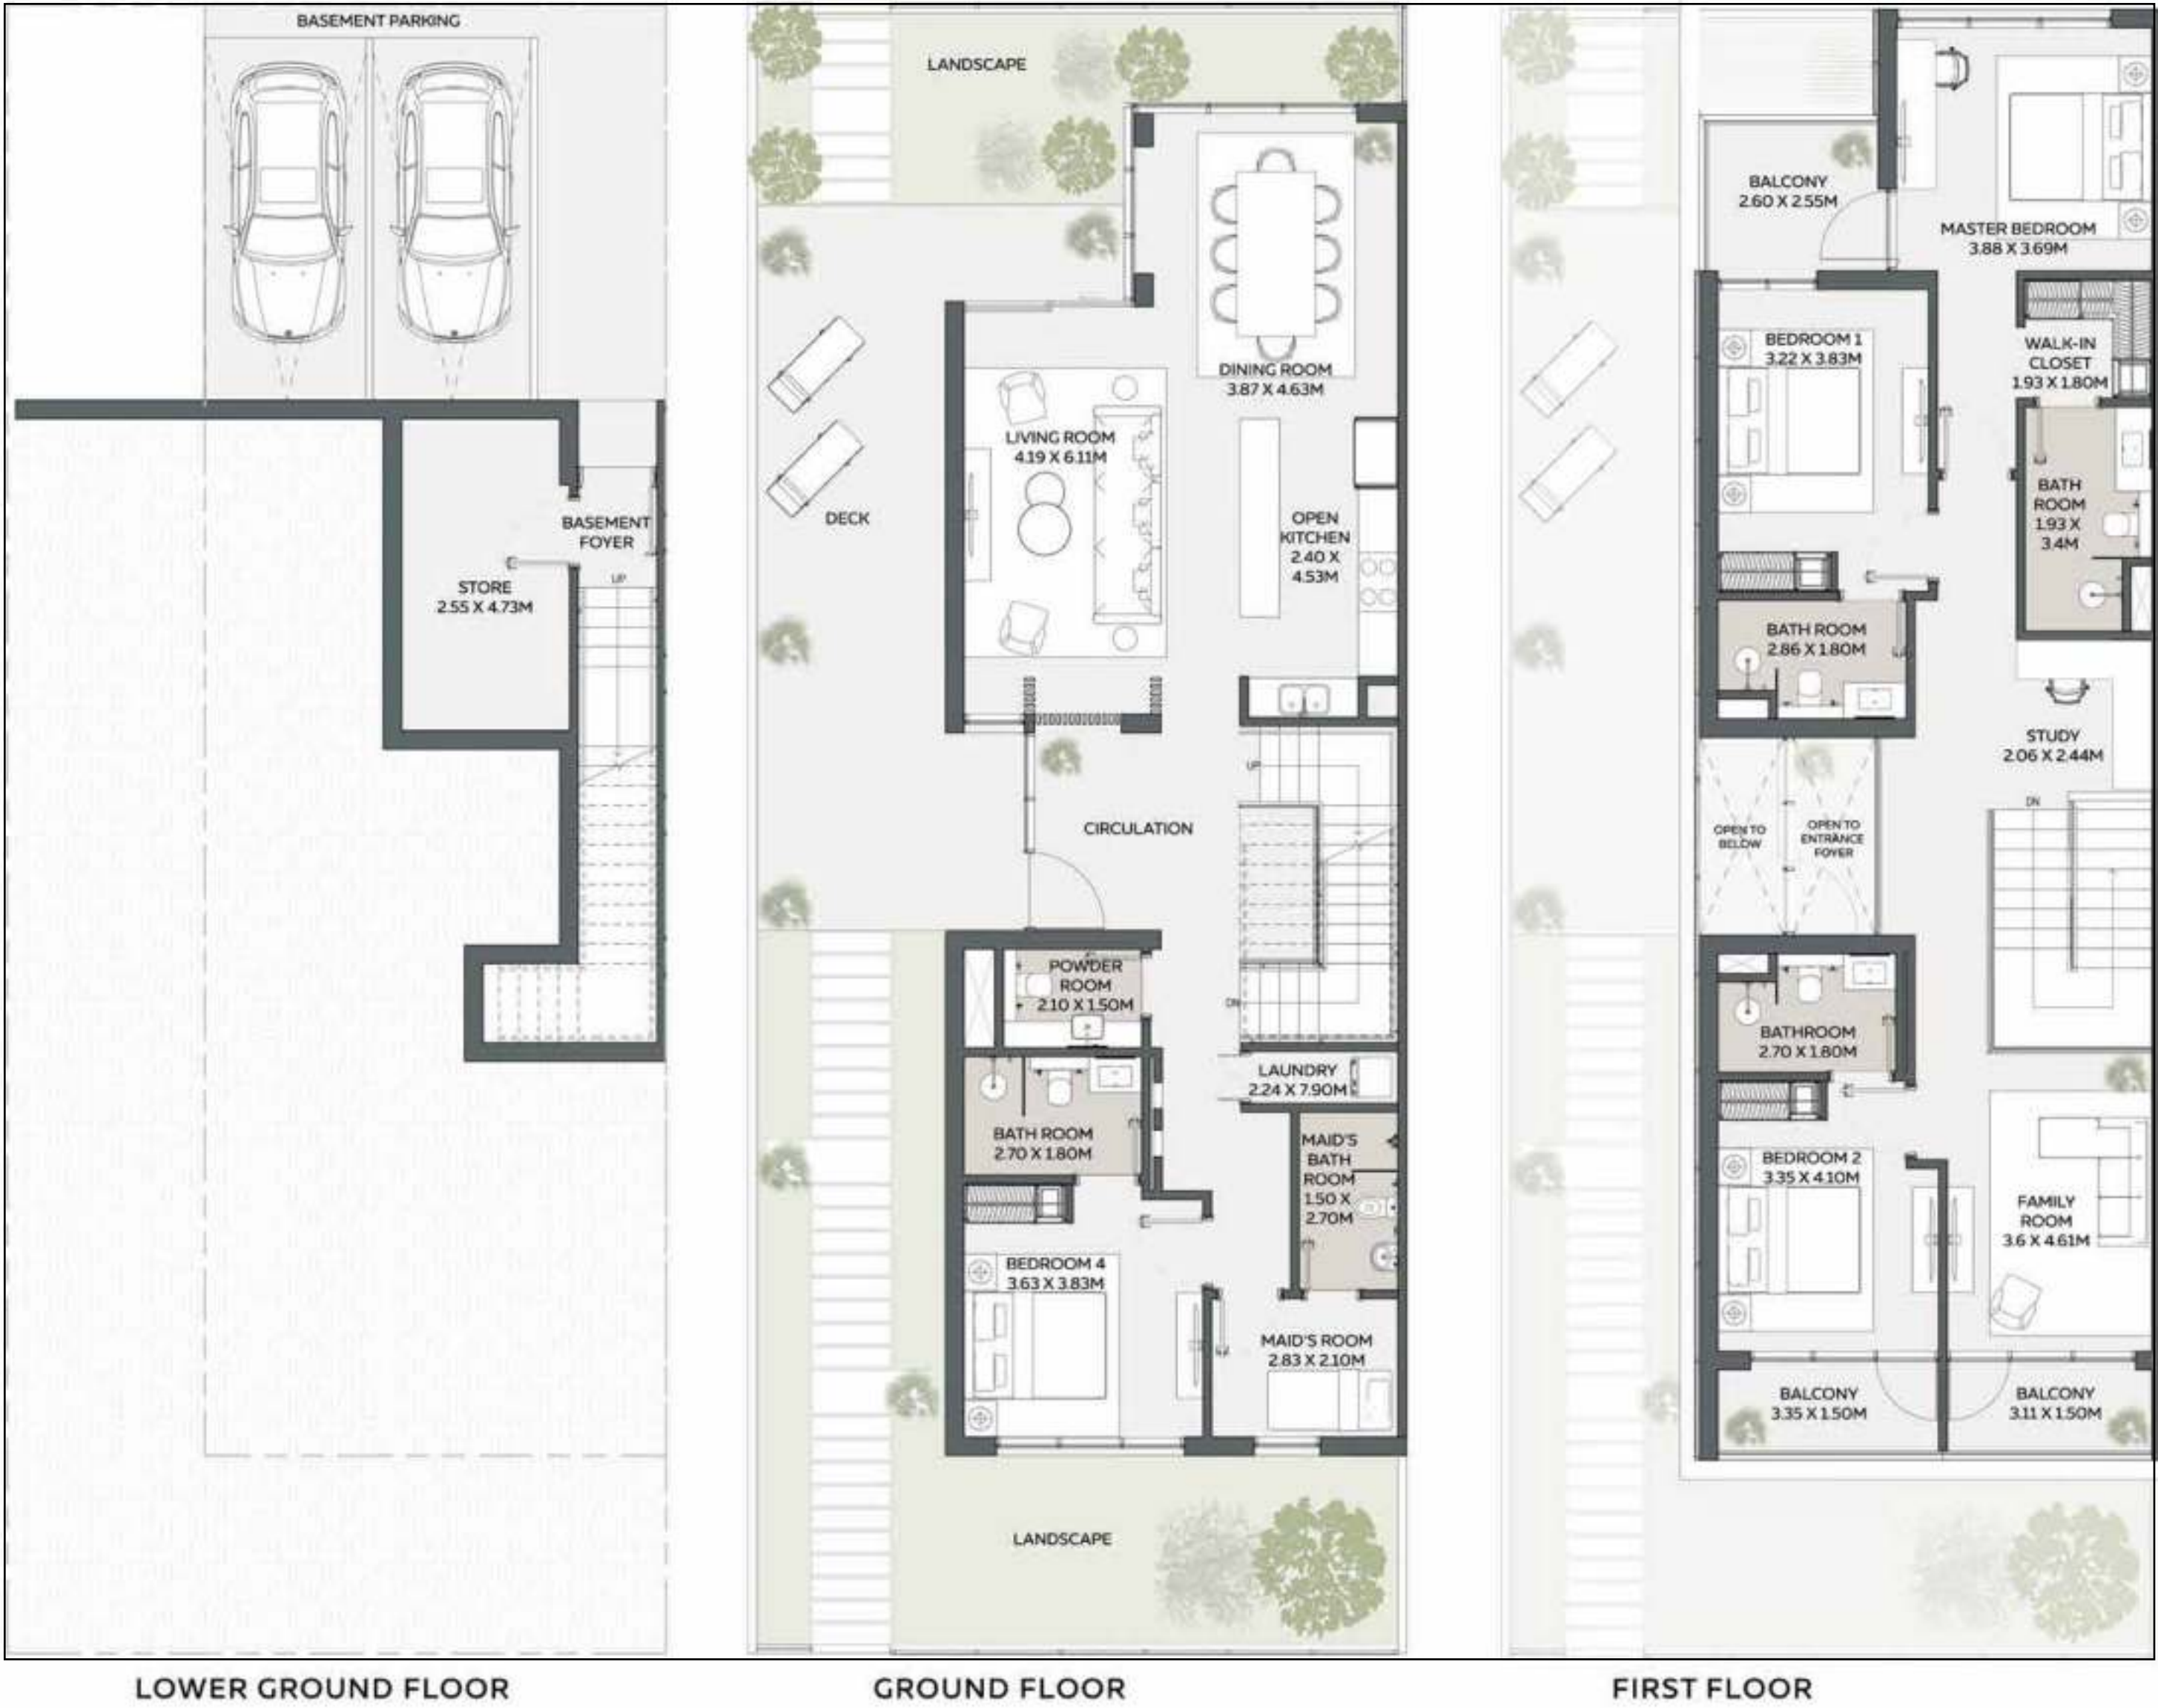 BASEMENT PARKING
BASEMENT
FOYER
UP
STORE
2.55 X 4.73M
LOWER GROUND FLOOR
LANDSCAPE
DINING ROOM
3.87 X 4.63M
LIVING ROOM
4.19 X 6.11M
DECK
OPEN
KITCHEN
2.40 X
4.53M
UP
CIRCULATION
POWDER
ROOM
2.10 X 1.50M
DN
LAUNDRY
2.24 X 7.90M
BATH ROOM
2.70 X 1.80M
MAID'S
BATH
ROOM
1.50 X
2.70M
BEDROOM 4
3.63 X 3.83M
MAID'S ROOM
2.83 X 2.10M
LANDSCAPE
GROUND FLOOR
BALCONY
2.60 X 2.55M
MASTER BEDROOM
3.88 X 3.69M
BEDROOM 1
3.22 X 3.83M
WALK-IN
CLOSET
1.93 X 1.80M
BATH
ROOM
1.93 X
3.4M
BATH ROOM
2.86 X 1.80M
STUDY
2.06 X 2.44M
DN
OPEN TO
BELOW
OPEN TO
ENTRANCE
FOYER
BATHROOM
2.70 X 1.80M
BEDROOM 2
3.35 X 4.10M
FAMILY
ROOM
3.6 X 4.61M
BALCONY
3.35 X 1.50M
BALCONY
3.11 X 1.50M
FIRST FLOOR